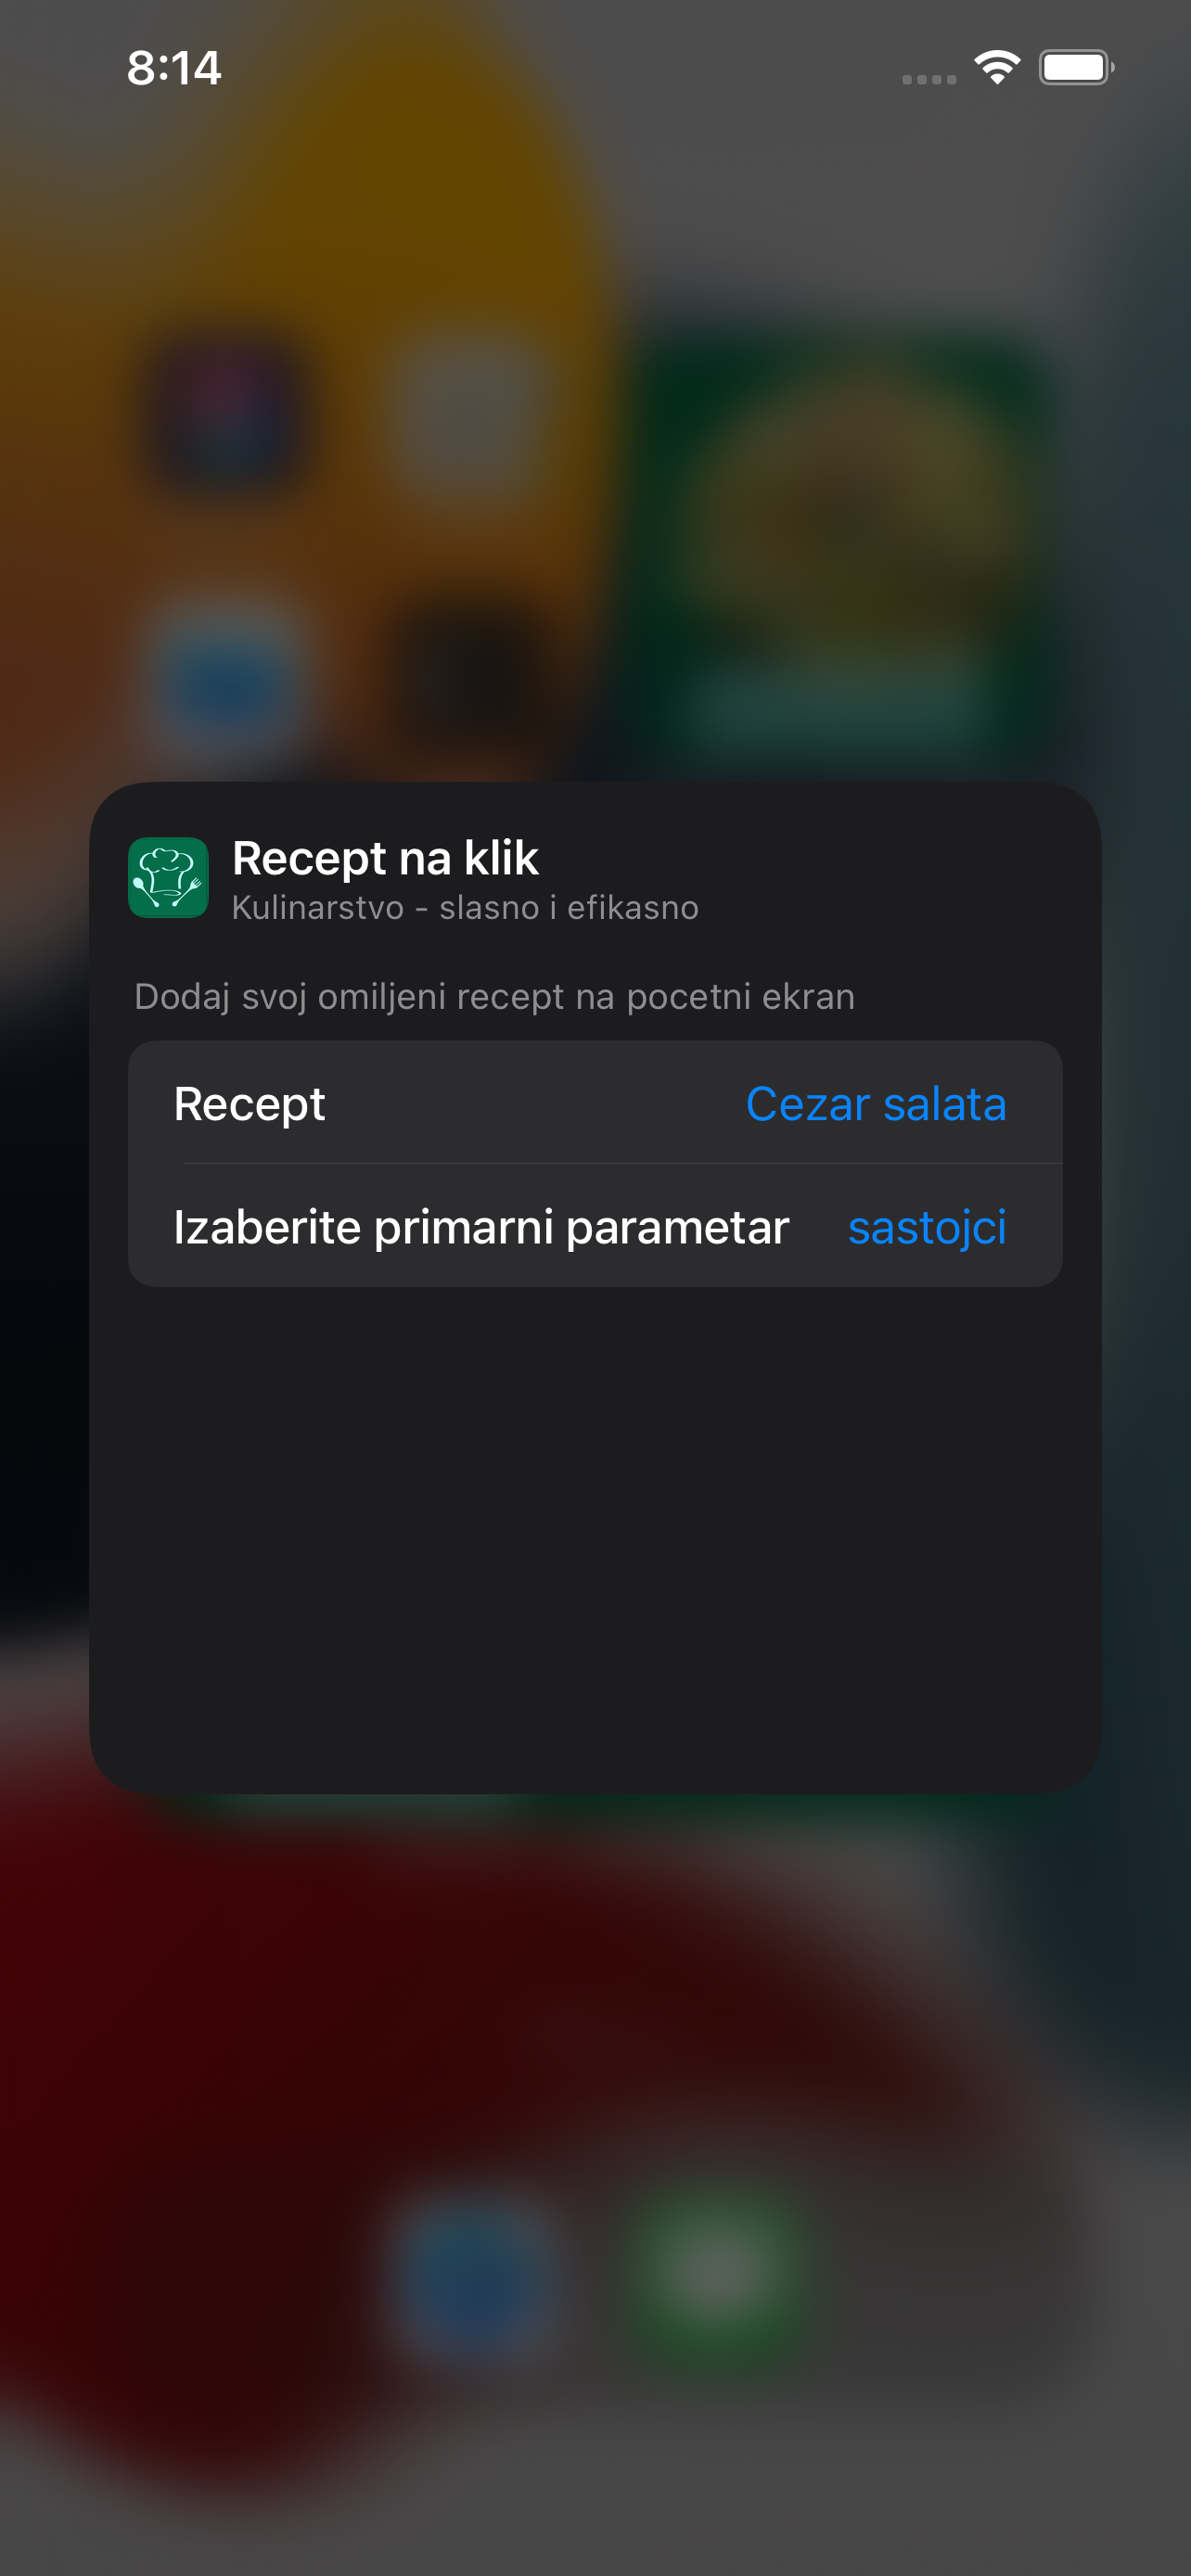 8:14
Recept na klik
Kulinarstvo - slasno i efikasno
Dodaj svoj omiljeni recept na pocetni ekran
Recept Cezar salata
Izaberite primarni parametar sastojci